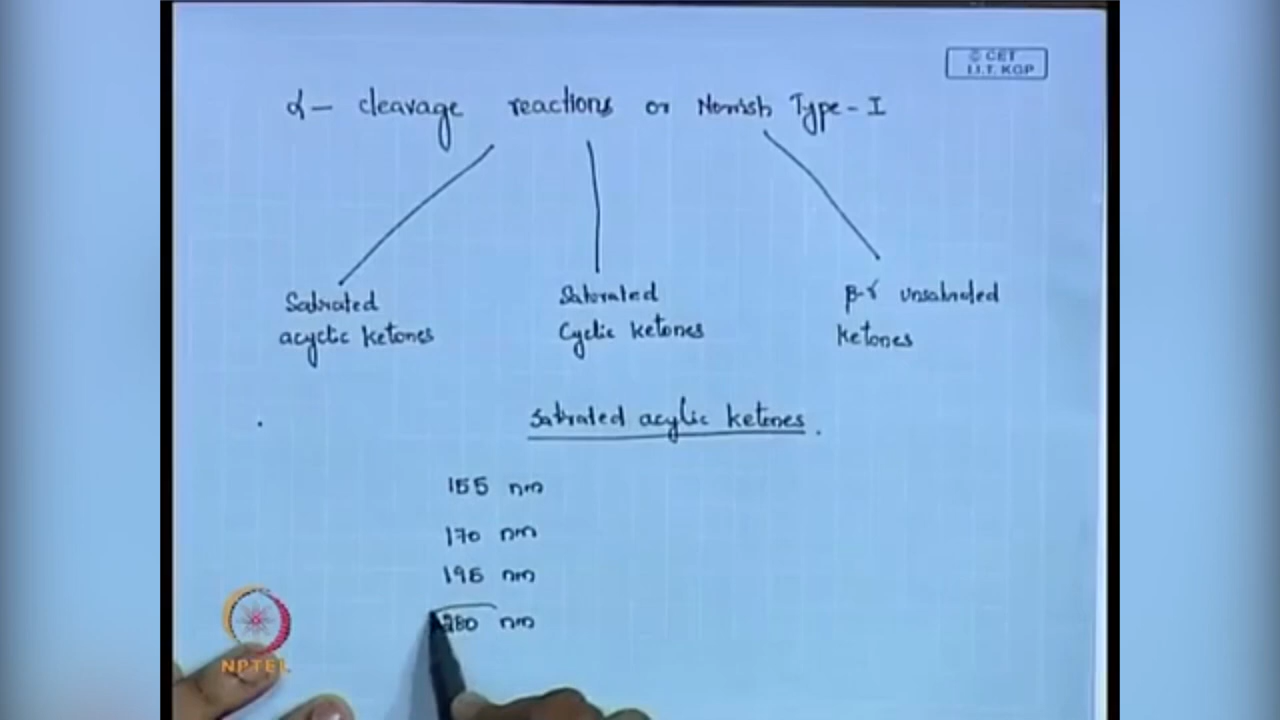 © CET
I.I.T. KGP
α- cleavage reactions or Norrish Type - I
Saturated
acyclic ketones
Saturated
Cyclic ketones
β-γ unsaturated
ketones
Saturated acylic ketones.
155 nm
170 nm
195 nm
280 nm
NPTEL